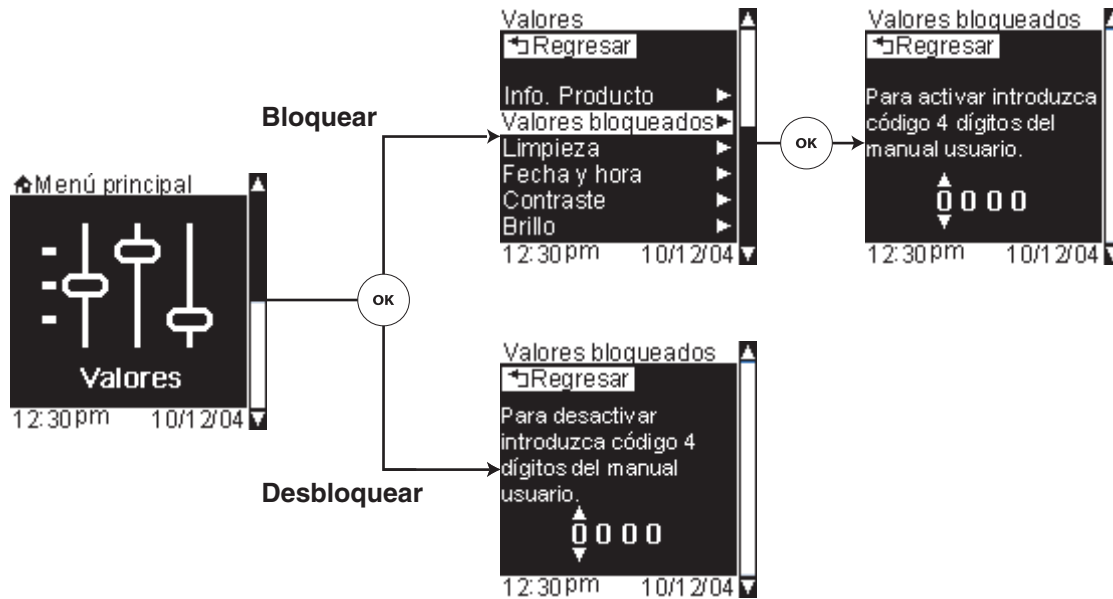 Menú principal
Valores
12:30pm 10/12/04
OK
Bloquear
Valores
Regresar
Info. Producto
Valores bloqueados
Limpieza
Fecha y hora
Contraste
Brillo
12:30pm 10/12/04
OK
Valores bloqueados
Regresar
Para activar introduzca
código 4 dígitos del
manual usuario.
0 0 0 0
12:30pm 10/12/04
Desbloquear
Valores bloqueados
Regresar
Para desactivar
introduzca código 4
dígitos del manual
usuario.
0 0 0 0
12:30pm 10/12/04